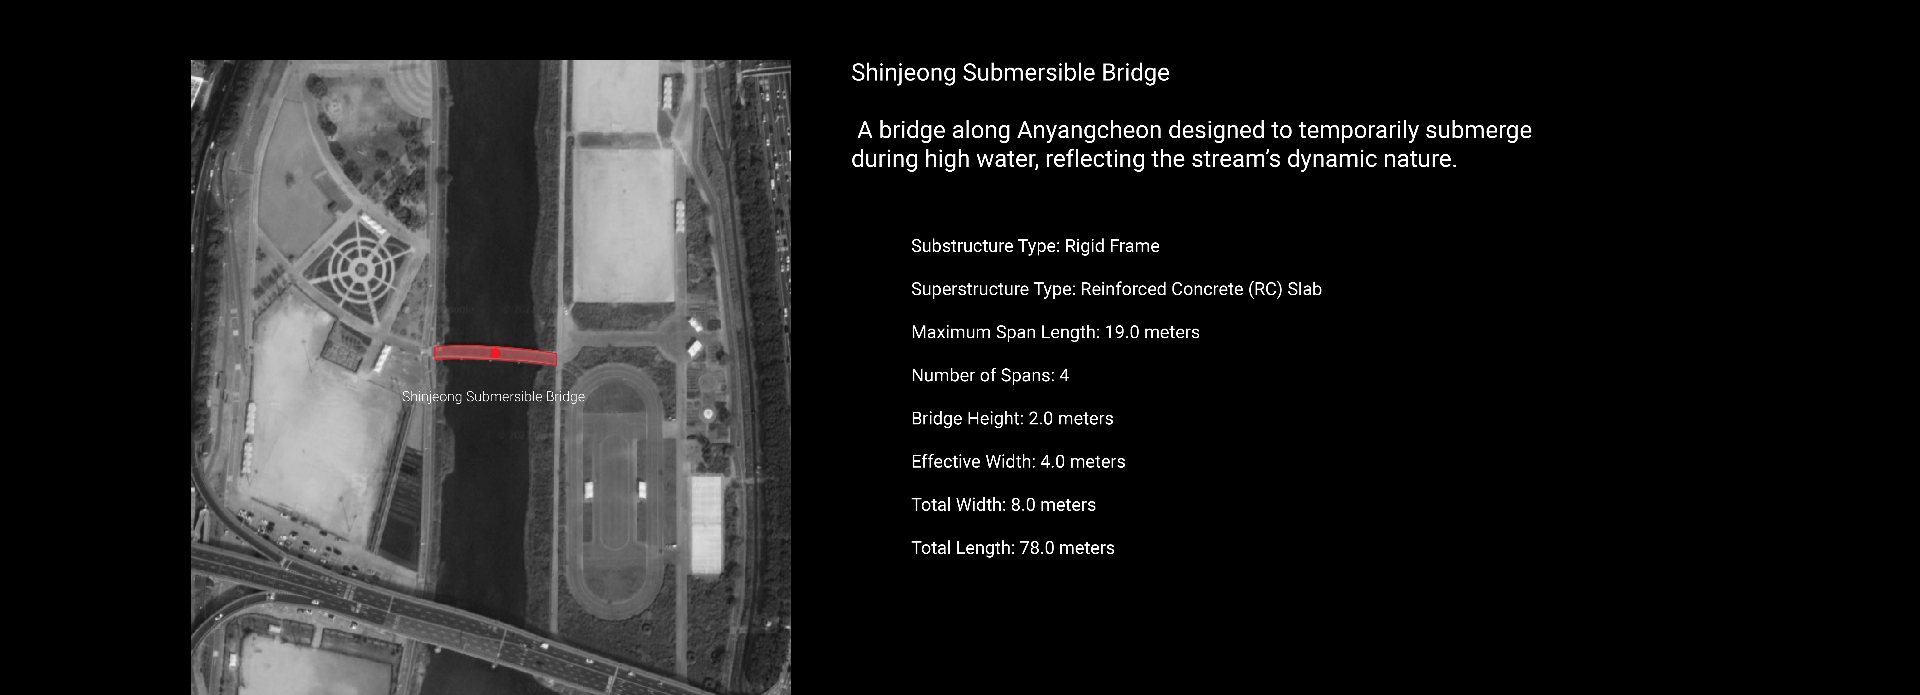 Shinjeong Submersible Bridge
A bridge along Anyangcheon designed to temporarily submerge
during high water, reflecting the stream’s dynamic nature.
Substructure Type: Rigid Frame
Superstructure Type: Reinforced Concrete (RC) Slab
Maximum Span Length: 19.0 meters
Number of Spans: 4
Bridge Height: 2.0 meters
Effective Width: 4.0 meters
Total Width: 8.0 meters
Total Length: 78.0 meters
Shinjeong Submersible Bridge